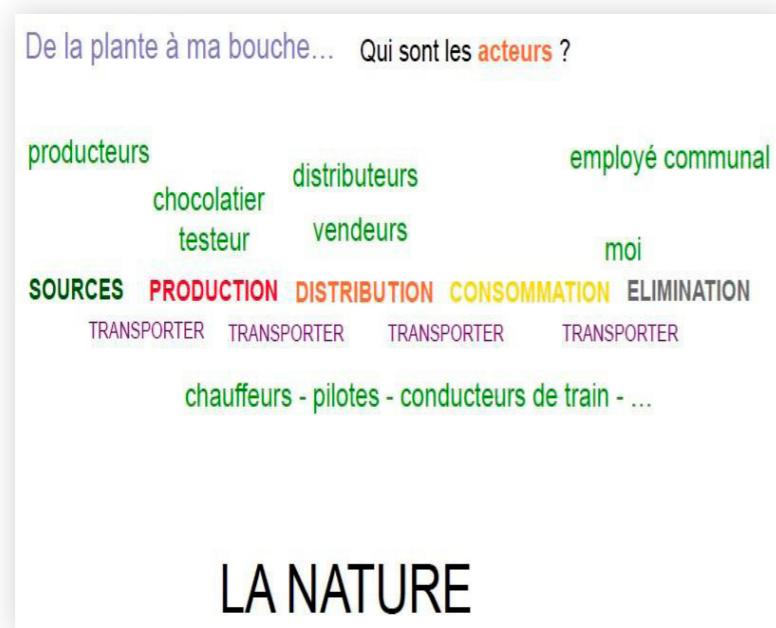 De la plante à ma bouche... Qui sont les acteurs ?
producteurs
employé communal
distributeurs
chocolatier
vendeurs
testeur
moi
SOURCES PRODUCTION DISTRIBUTION CONSOMMATION ELIMINATION
TRANSPORTER TRANSPORTER TRANSPORTER TRANSPORTER
chauffeurs - pilotes - conducteurs de train - ...
LA NATURE